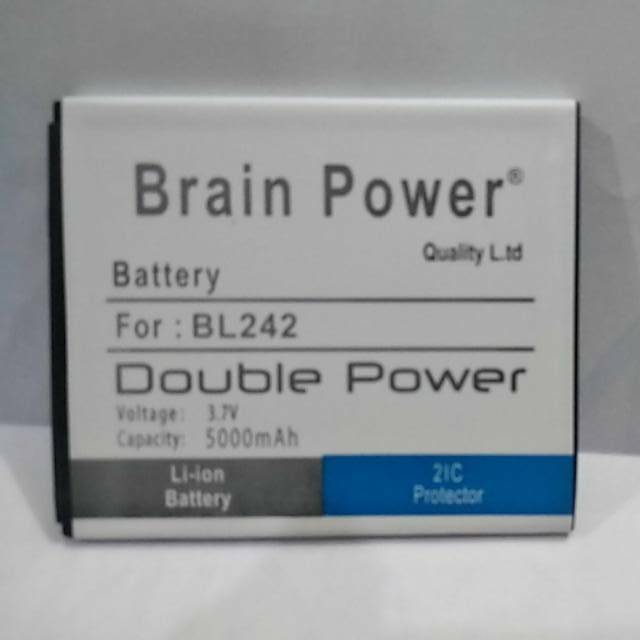 Brain Power®
Quality L.td
Battery
For : BL242
Double Power
Voltage: 3.7V
Capacity: 5000mAh
Li-ion
Battery
2IC
Protector